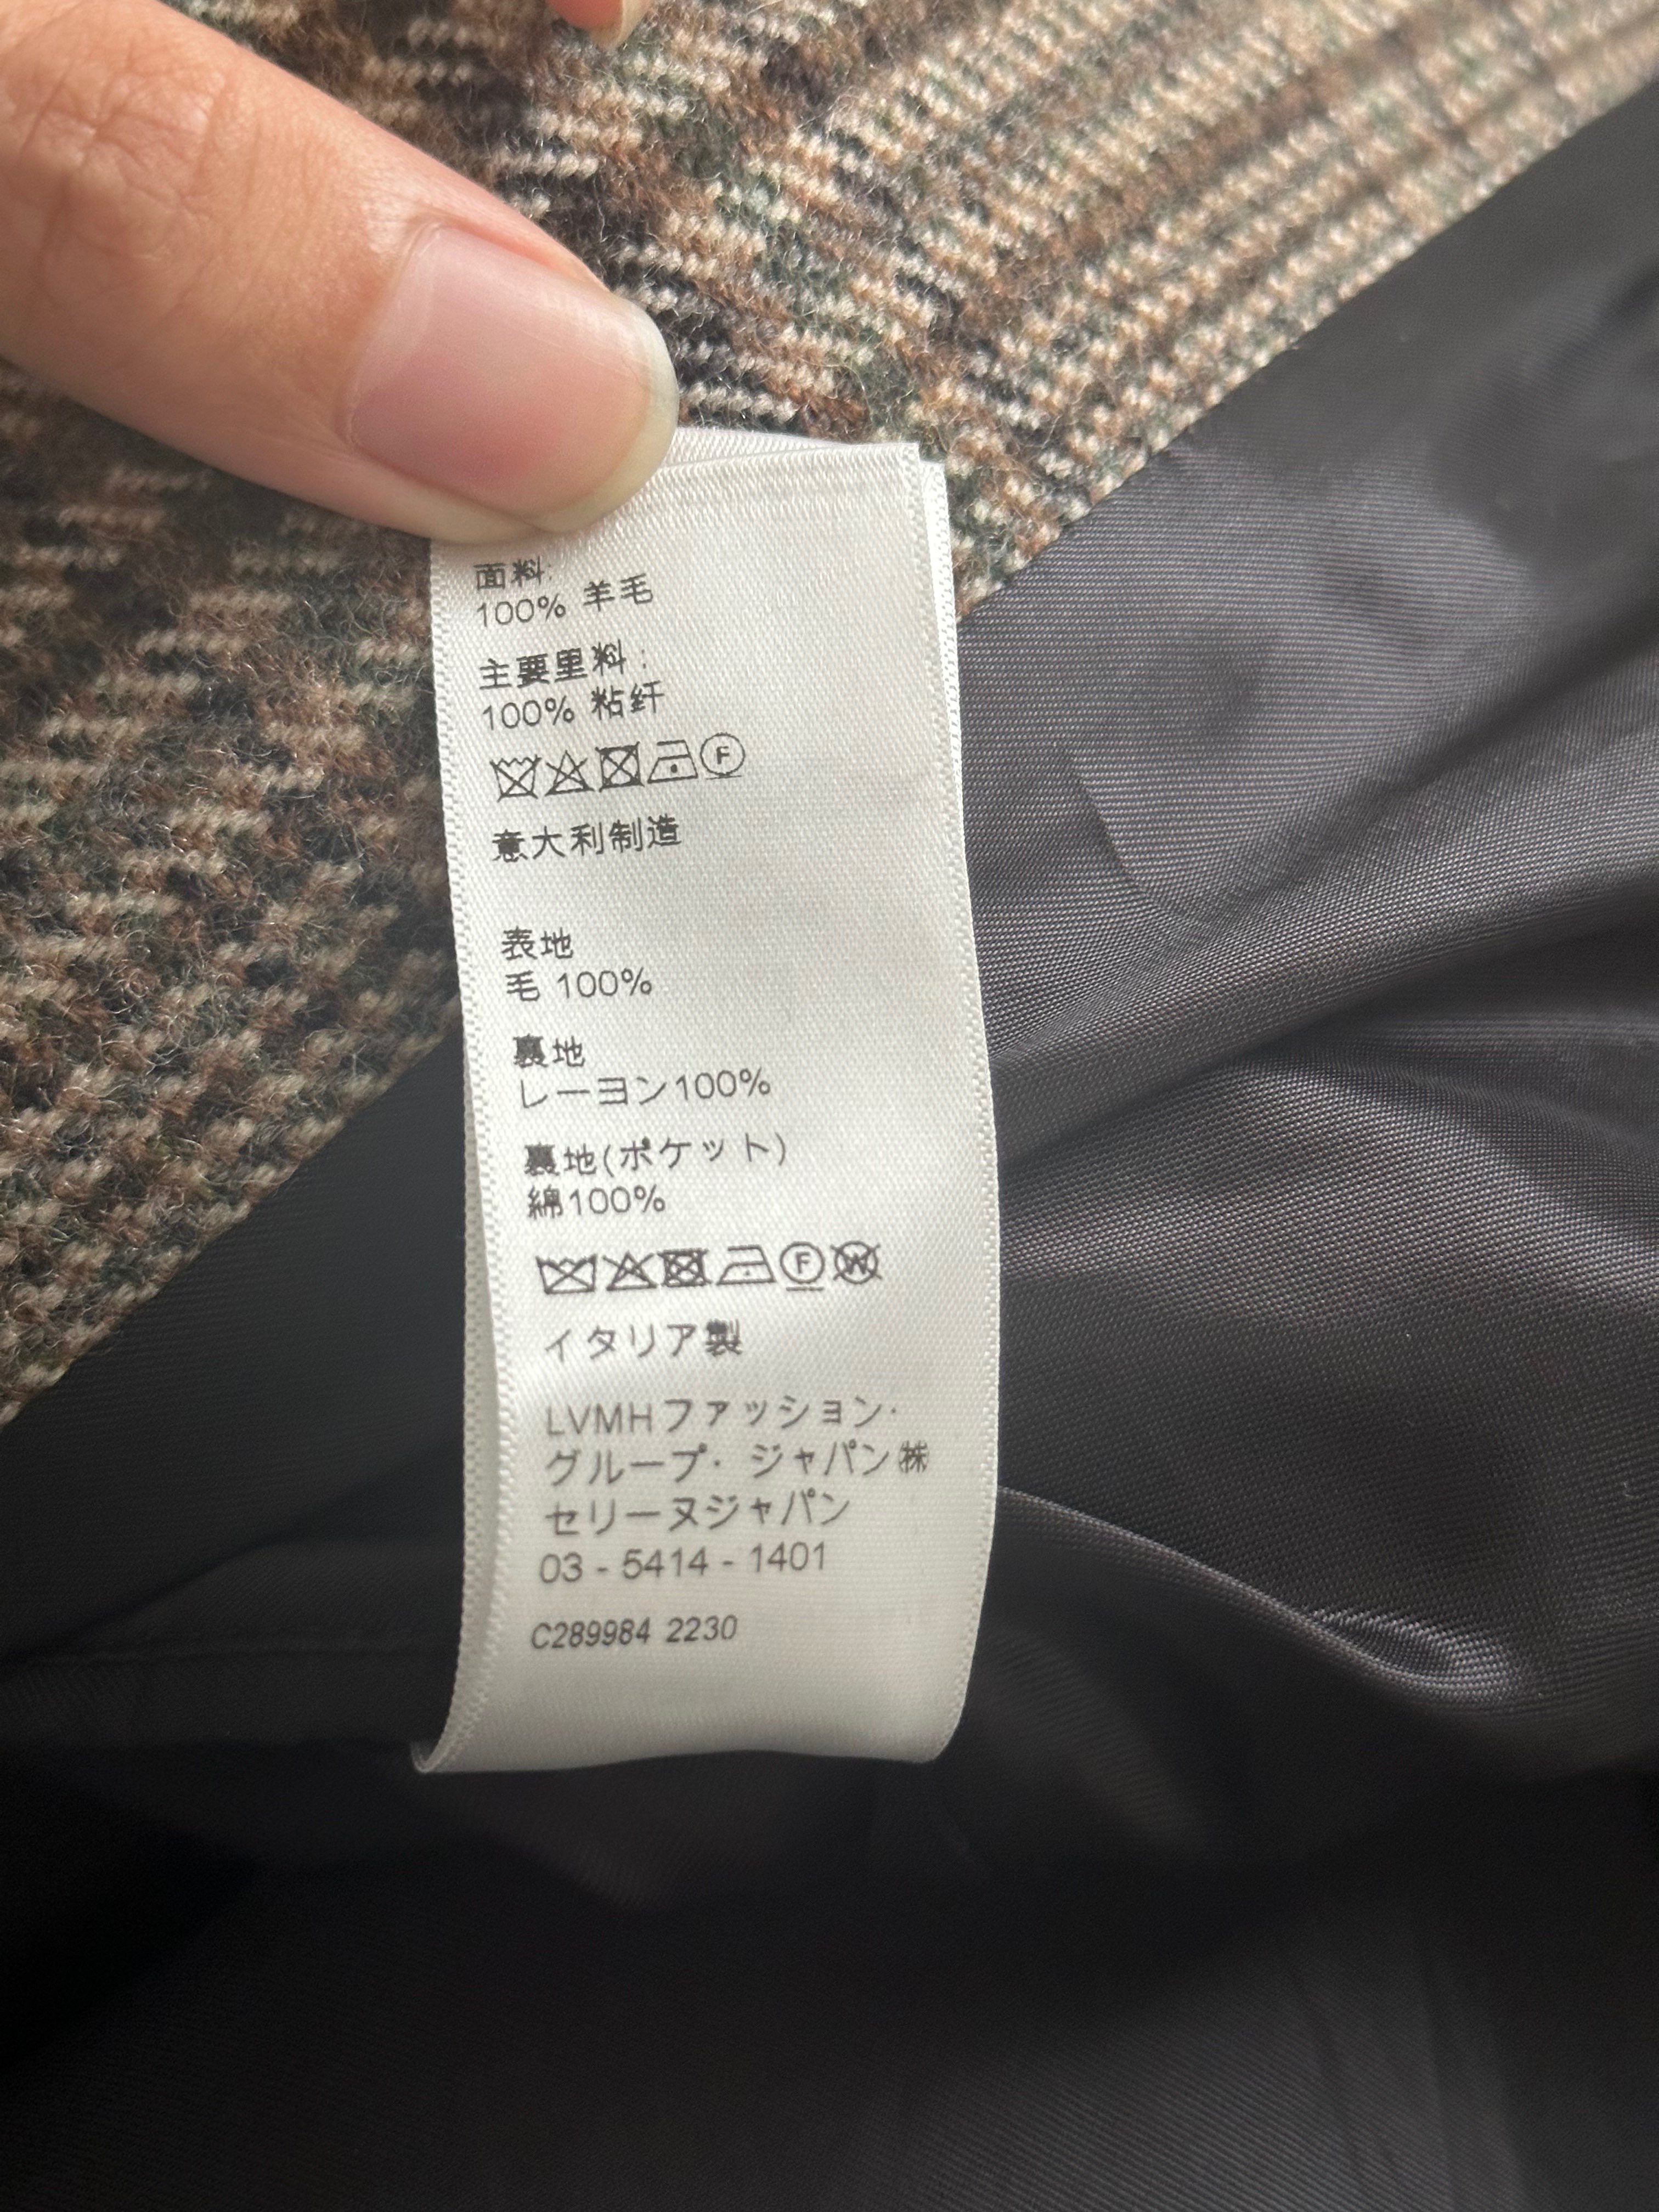 面料:
100% 羊毛
主要里料:
100% 粘纤
F
意大利制造
表地
毛 100%
裏地
レーヨン100%
裏地(ポケット)
綿100%
F W
イタリア製
LVMHファッション・
グループ・ジャパン㈱
セリーヌジャパン
03 - 5414 - 1401
C289984 2230